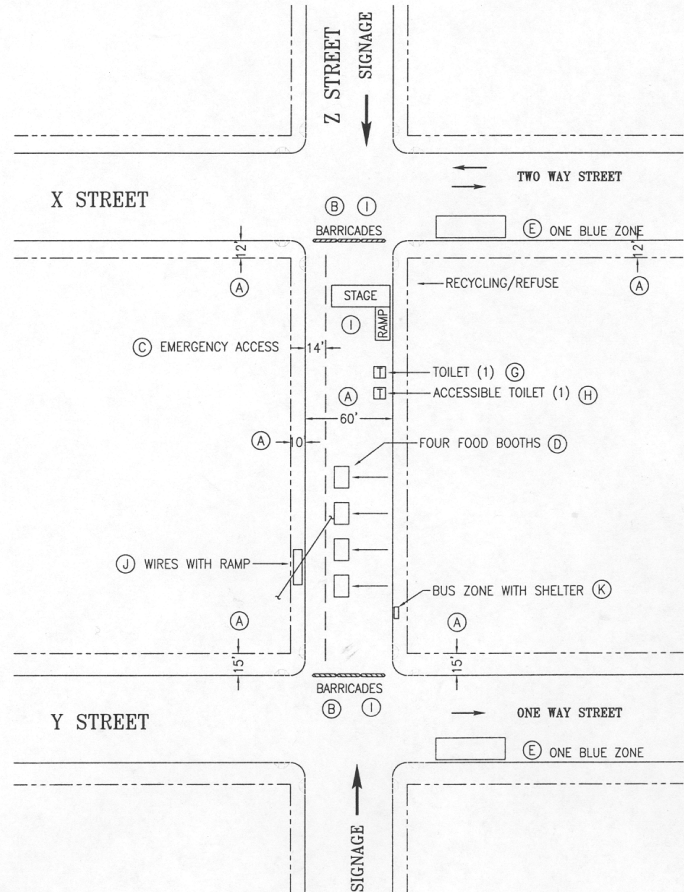 Z STREET
SIGNAGE
TWO WAY STREET
X STREET
B I
BARRICADES
E ONE BLUE ZONE
12'
12'
A
A
RECYCLING/REFUSE
STAGE
I
RAMP
C EMERGENCY ACCESS
14'
T
TOILET (1) G
T
ACCESSIBLE TOILET (1) H
A
60'
A
10
FOUR FOOD BOOTHS D
J WIRES WITH RAMP
BUS ZONE WITH SHELTER K
A
A
15'
15'
BARRICADES
B I
Y STREET
ONE WAY STREET
E ONE BLUE ZONE
SIGNAGE